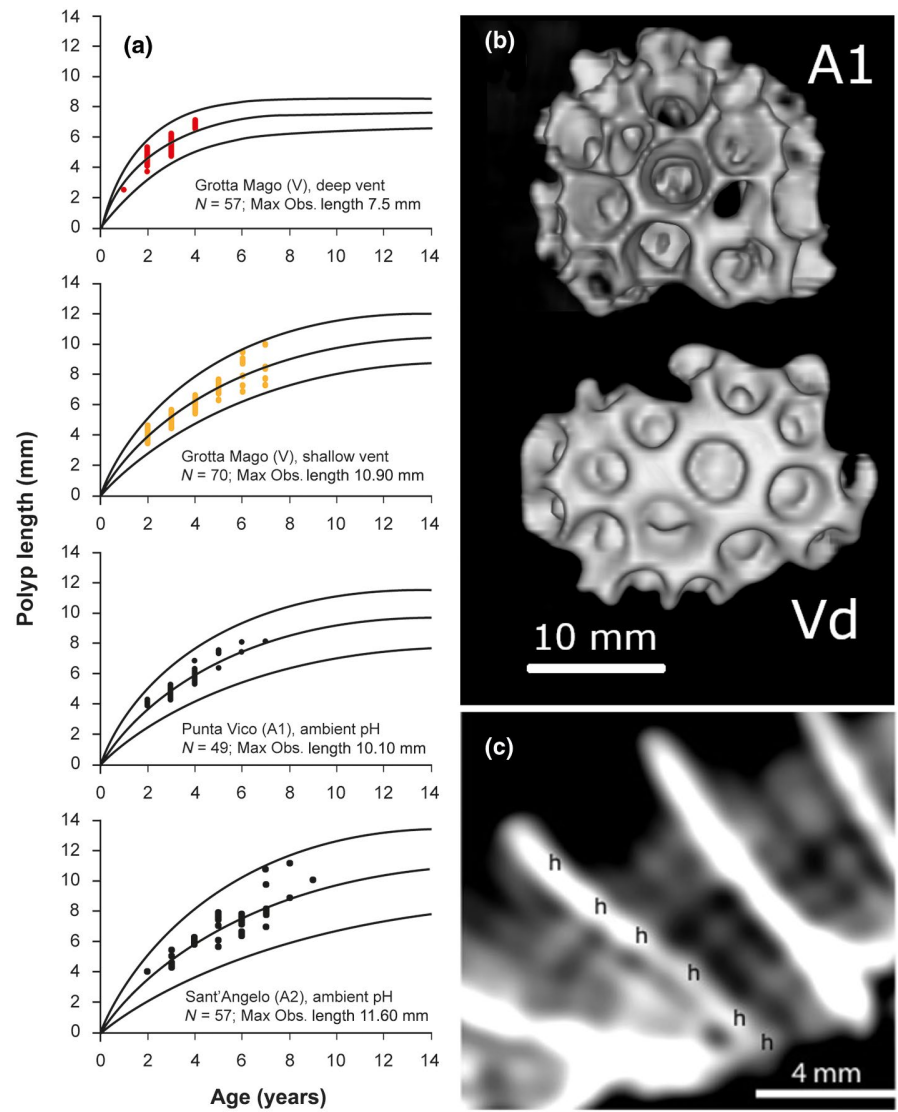 (a)
Polyp length (mm)
14
12
10
8
6
4
2
0
Grotta Mago (V), deep vent
N = 57; Max Obs. length 7.5 mm
0 2 4 6 8 10 12 14
14
12
10
8
6
4
2
0
Grotta Mago (V), shallow vent
N = 70; Max Obs. length 10.90 mm
0 2 4 6 8 10 12 14
14
12
10
8
6
4
2
0
Punta Vico (A1), ambient pH
N = 49; Max Obs. length 10.10 mm
0 2 4 6 8 10 12 14
14
12
10
8
6
4
2
0
Sant'Angelo (A2), ambient pH
N = 57; Max Obs. length 11.60 mm
0 2 4 6 8 10 12 14
Age (years)
(b)
A1
Vd
10 mm
(c)
h
h
h
h
h
h
4 mm